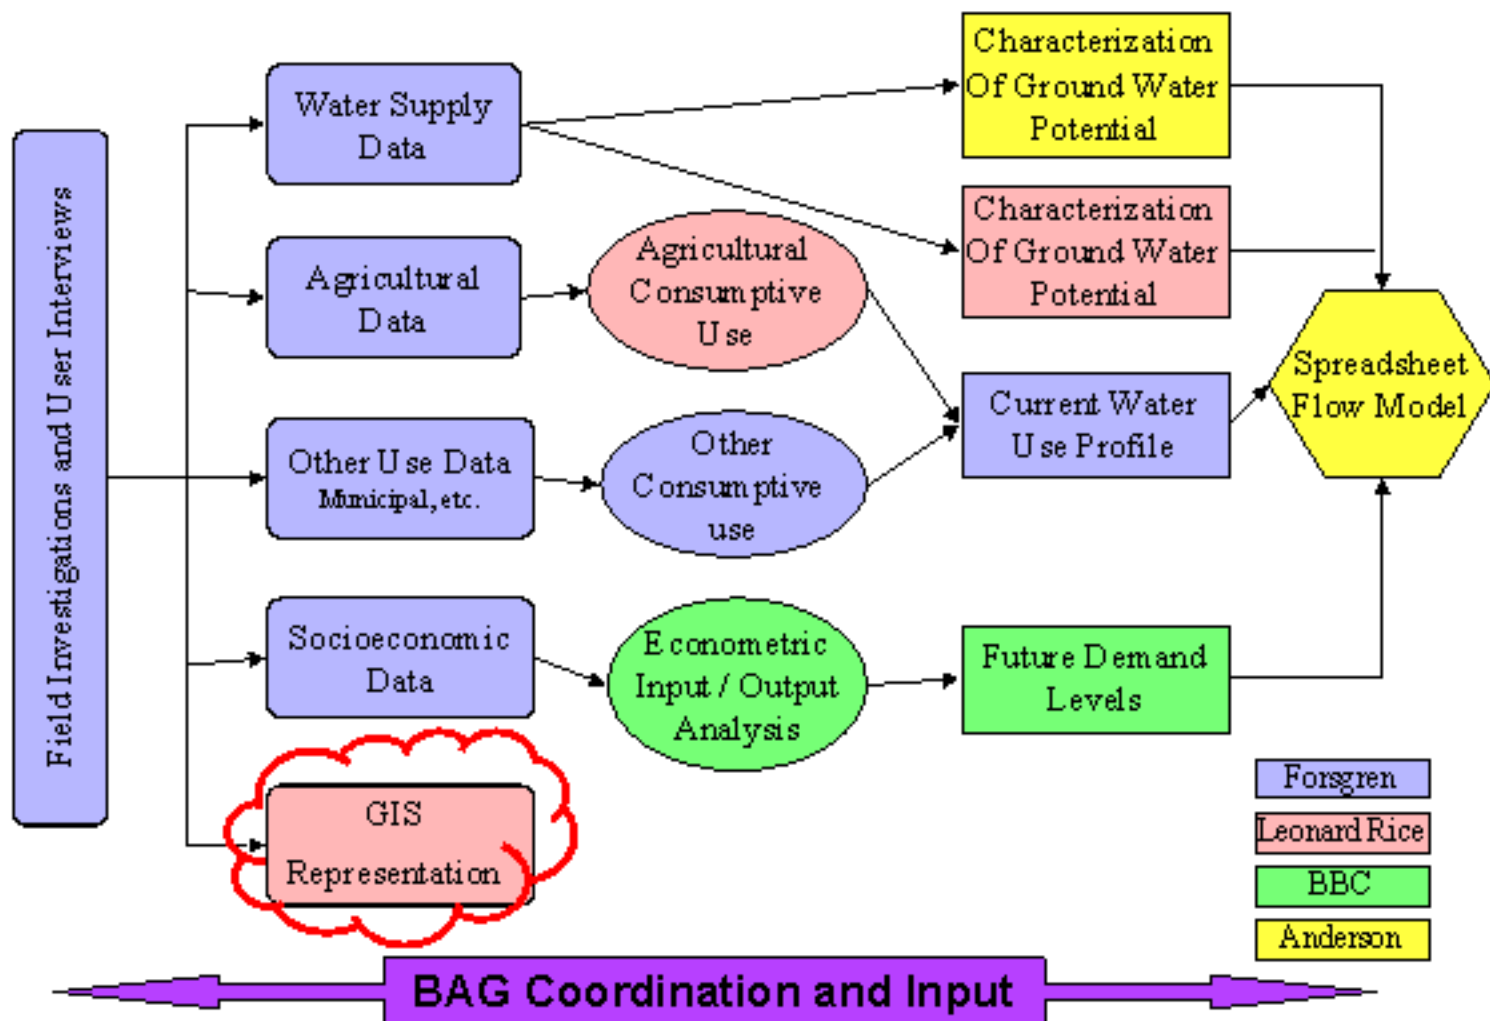 Field Investigations and User Interviews
Water Supply
Data
Agricultural
Data
Other Use Data
Municipal, etc.
Socioeconomic
Data
GIS
Representation
Agricultural
Consumptive
Use
Other
Consumptive
use
Econometric
Input / Output
Analysis
Characterization
Of Ground Water
Potential
Characterization
Of Ground Water
Potential
Current Water
Use Profile
Future Demand
Levels
Spreadsheet
Flow Model
Forsgren
Leonard Rice
BBC
Anderson
BAG Coordination and Input